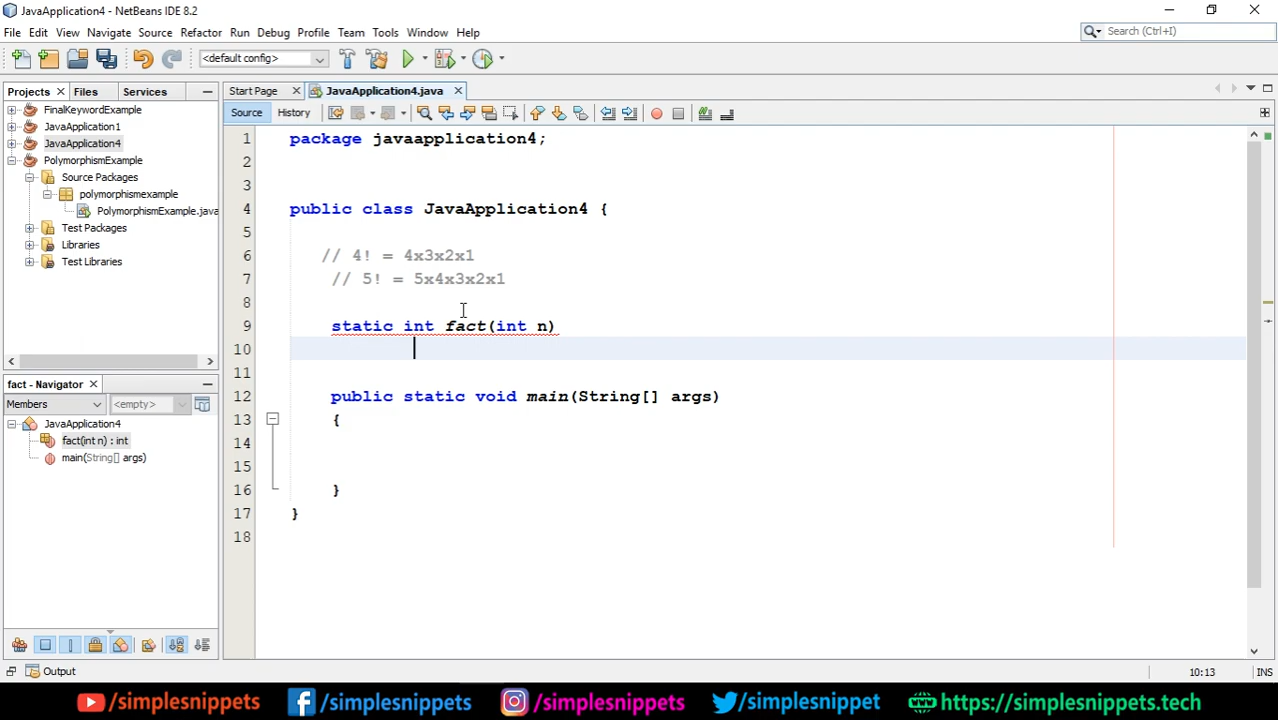 JavaApplication4 - NetBeans IDE 8.2
File Edit View Navigate Source Refactor Run Debug Profile Team Tools Window Help
Search (Ctrl+I)
<default config>
Projects Files Services
Start Page JavaApplication4.java
Source History
FinalKeywordExample
JavaApplication1
JavaApplication4
PolymorphismExample
Source Packages
polymorphismexample
PolymorphismExample.java
Test Packages
Libraries
Test Libraries
fact - Navigator
Members <empty>
JavaApplication4
fact(int n) : int
main(String[] args)
1 package javaapplication4;
2
3
4 public class JavaApplication4 {
5
6 // 4! = 4x3x2x1
7 // 5! = 5x4x3x2x1
8
9 static int fact(int n)
10
11
12 public static void main(String[] args)
13 {
14
15
16 }
17 }
18
Output
10:13 INS
/simplesnippets /simplesnippets /simplesnippets /simplesnippets https://simplesnippets.tech